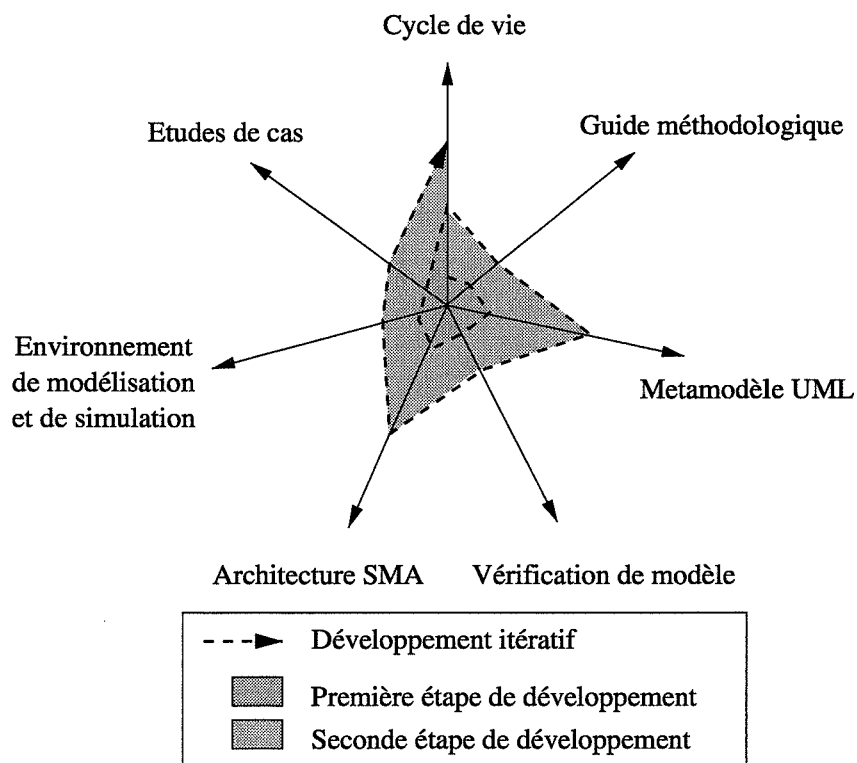 Cycle de vie
Etudes de cas
Guide méthodologique
Environnement
de modélisation
et de simulation
Metamodèle UML
Architecture SMA
Vérification de modèle
Développement itératif
Première étape de développement
Seconde étape de développement